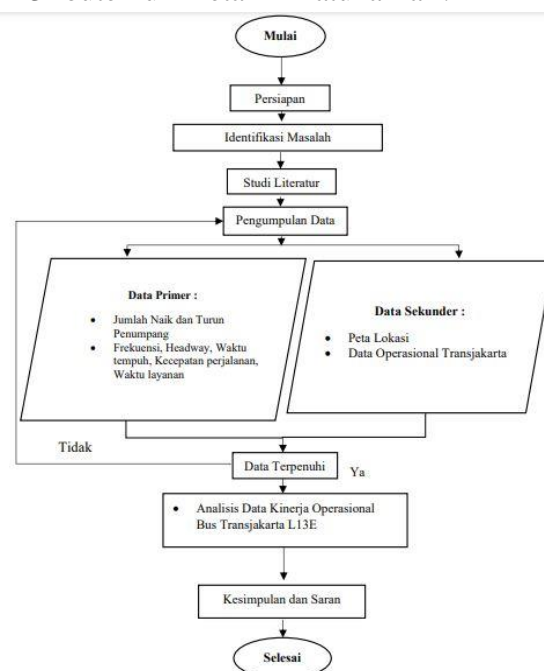 Mulai
Persiapan
Identifikasi Masalah
Studi Literatur
Pengumpulan Data
Data Primer :
Jumlah Naik dan Turun
Penumpang
Frekuensi, Headway, Waktu
tempuh, Kecepatan perjalanan,
Waktu layanan
Data Sekunder :
Peta Lokasi
Data Operasional Transjakarta
Tidak
Data Terpenuhi
Ya
Analisis Data Kinerja Operasional
Bus Transjakarta L13E
Kesimpulan dan Saran
Selesai